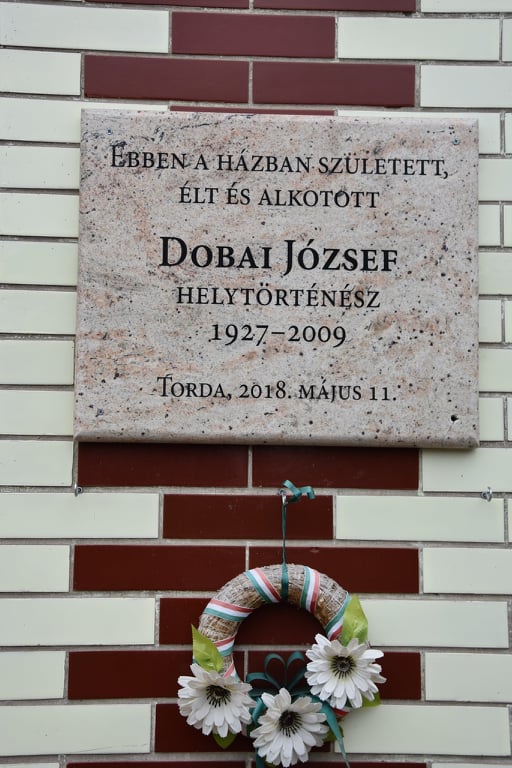 Ebben a házban született,
élt és alkotott
Dobai József
helytörténész
1927–2009
Torda, 2018. május 11.